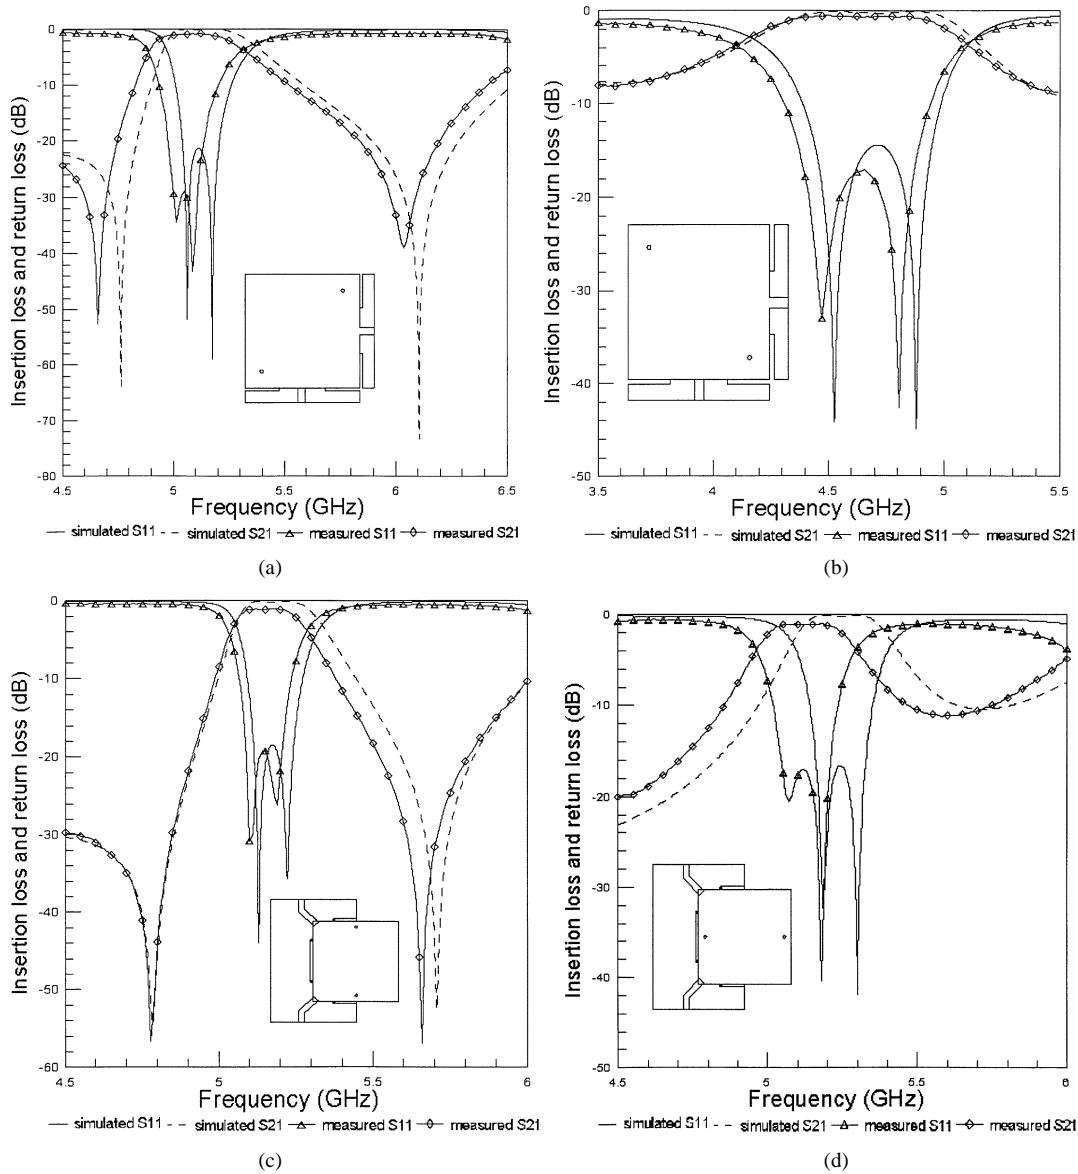 0
-10
-20
-30
-40
-50
-60
-70
-80
4.5
5
5.5
6
6.5
Insertion loss and return loss (dB)
Frequency (GHz)
simulated S11 simulated S21 measured S11 measured S21
(a)
0
-10
-20
-30
-40
-50
3.5
4
4.5
5
5.5
Insertion loss and return loss (dB)
Frequency (GHz)
simulated S11 simulated S21 measured S11 measured S21
(b)
0
-10
-20
-30
-40
-50
-60
4.5
5
5.5
6
Insertion loss and return loss (dB)
Frequency (GHz)
simulated S11 simulated S21 measured S11 measured S21
(c)
0
-10
-20
-30
-40
-50
4.5
5
5.5
6
Insertion loss and return loss (dB)
Frequency (GHz)
simulated S11 simulated S21 measured S11 measured S21
(d)